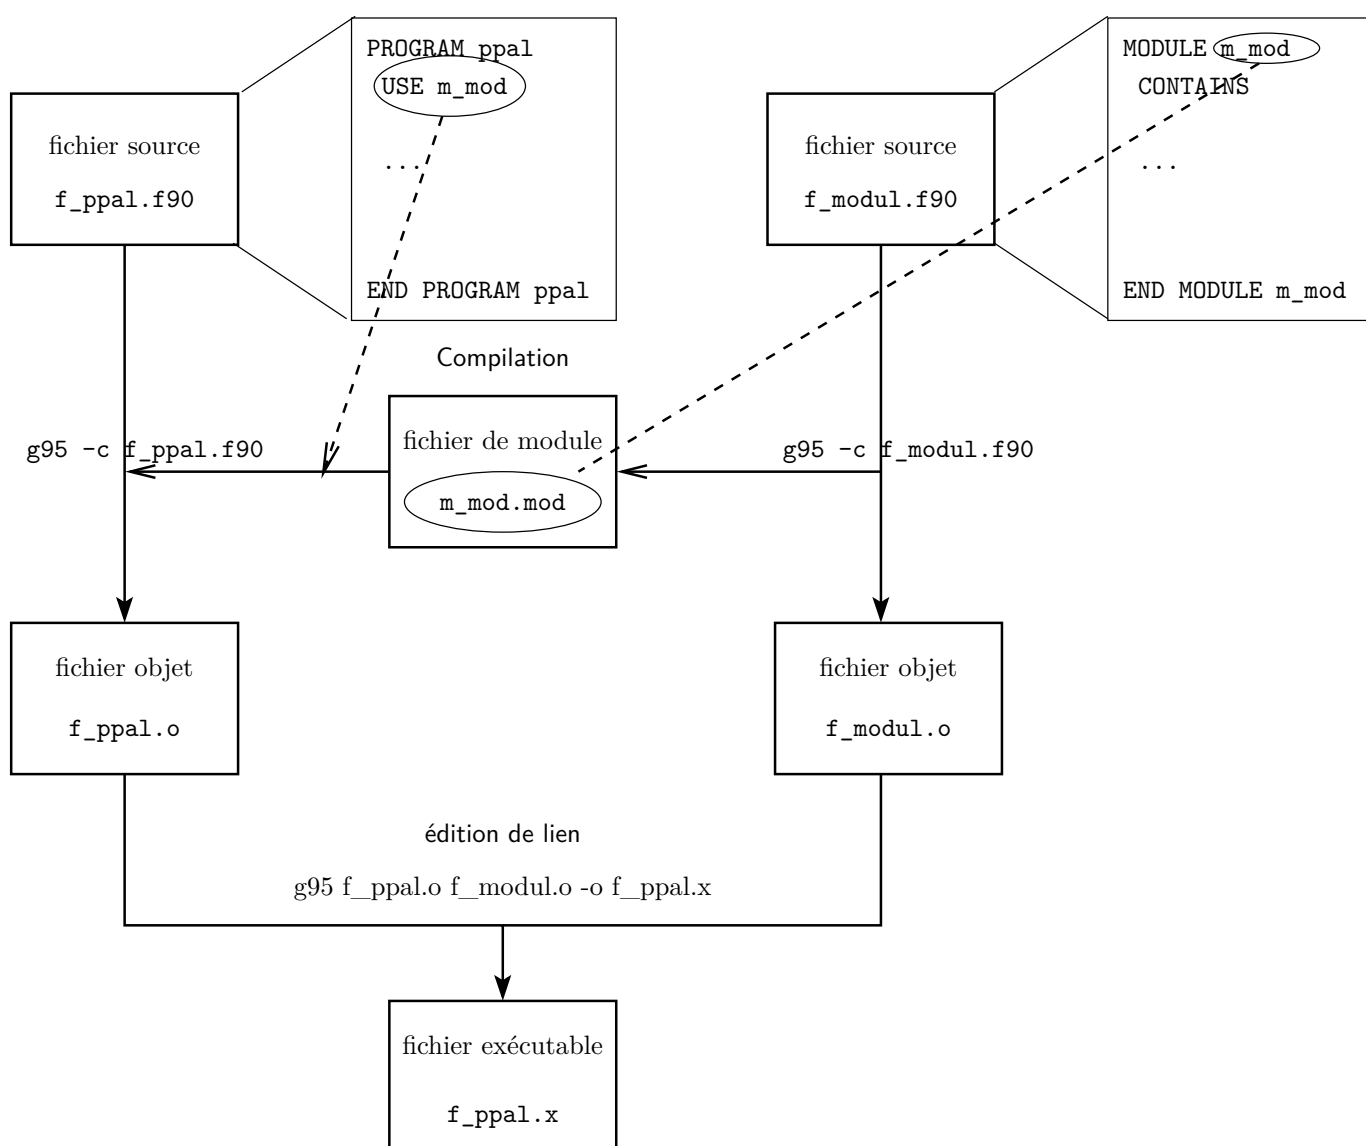 PROGRAM ppal
USE m_mod
...
END PROGRAM ppal
MODULE m_mod
CONTAINS
...
END MODULE m_mod
fichier source
f_ppal.f90
fichier source
f_modul.f90
Compilation
g95 -c f_ppal.f90
fichier de module
m_mod.mod
g95 -c f_modul.f90
fichier objet
f_ppal.o
fichier objet
f_modul.o
édition de lien
g95 f_ppal.o f_modul.o -o f_ppal.x
fichier exécutable
f_ppal.x